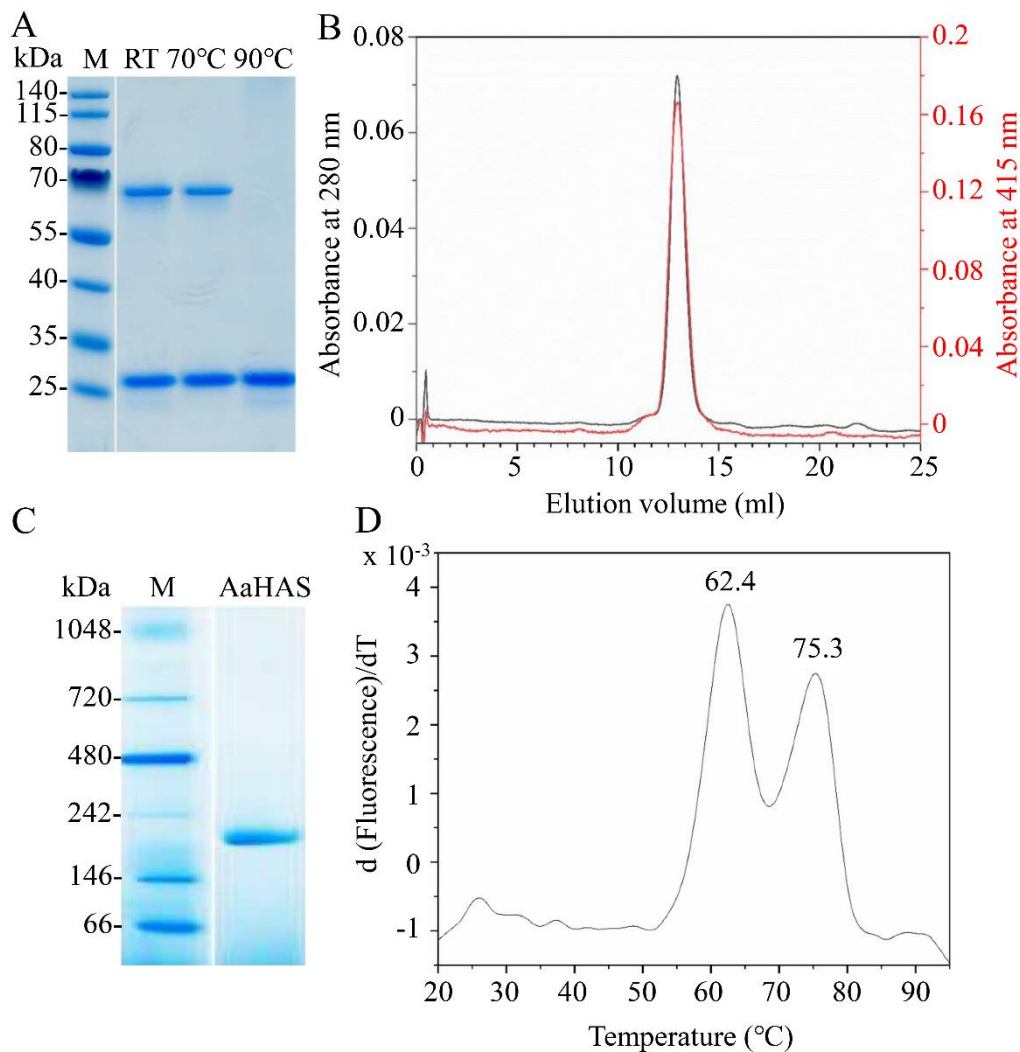 A
kDa M RT 70°C 90°C
140-
115-
80-
70-
55-
40-
35-
25-
B
0.08
0.06
0.04
0.02
0
Absorbance at 280 nm
0.2
0.16
0.12
0.08
0.04
0
Absorbance at 415 nm
0 5 10 15 20 25
Elution volume (ml)
C
kDa M AaHAS
1048-
720-
480-
242-
146-
66-
D
x 10-3
4
3
2
1
0
-1
d (Fluorescence)/dT
62.4
75.3
20 30 40 50 60 70 80 90
Temperature (°C)